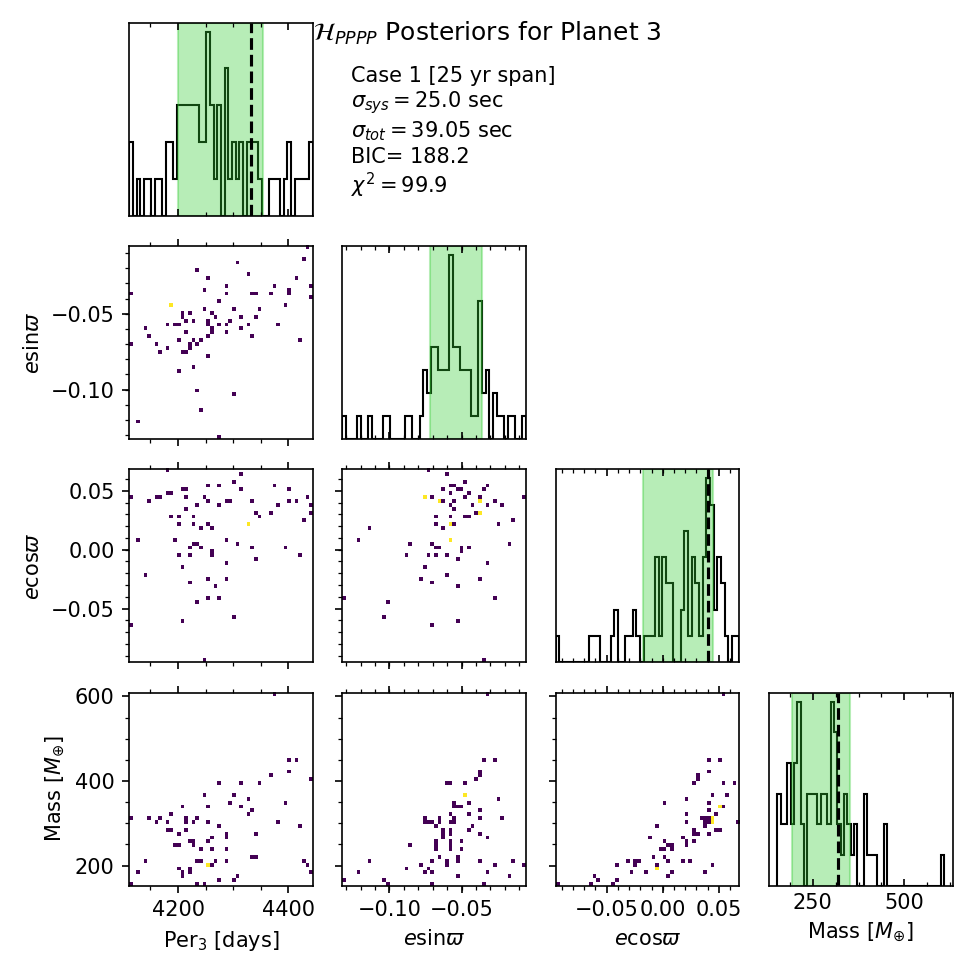 𝓗_PPPP Posteriors for Planet 3
Case 1 [25 yr span]
σ_sys = 25.0 sec
σ_tot = 39.05 sec
BIC= 188.2
χ² = 99.9
esinϖ
−0.05
−0.10
ecosϖ
0.05
0.00
−0.05
Mass [M⊕]
600
400
200
4200 4400
−0.10 −0.05
−0.05 0.00 0.05
250 500
Per₃ [days]
esinϖ
ecosϖ
Mass [M⊕]